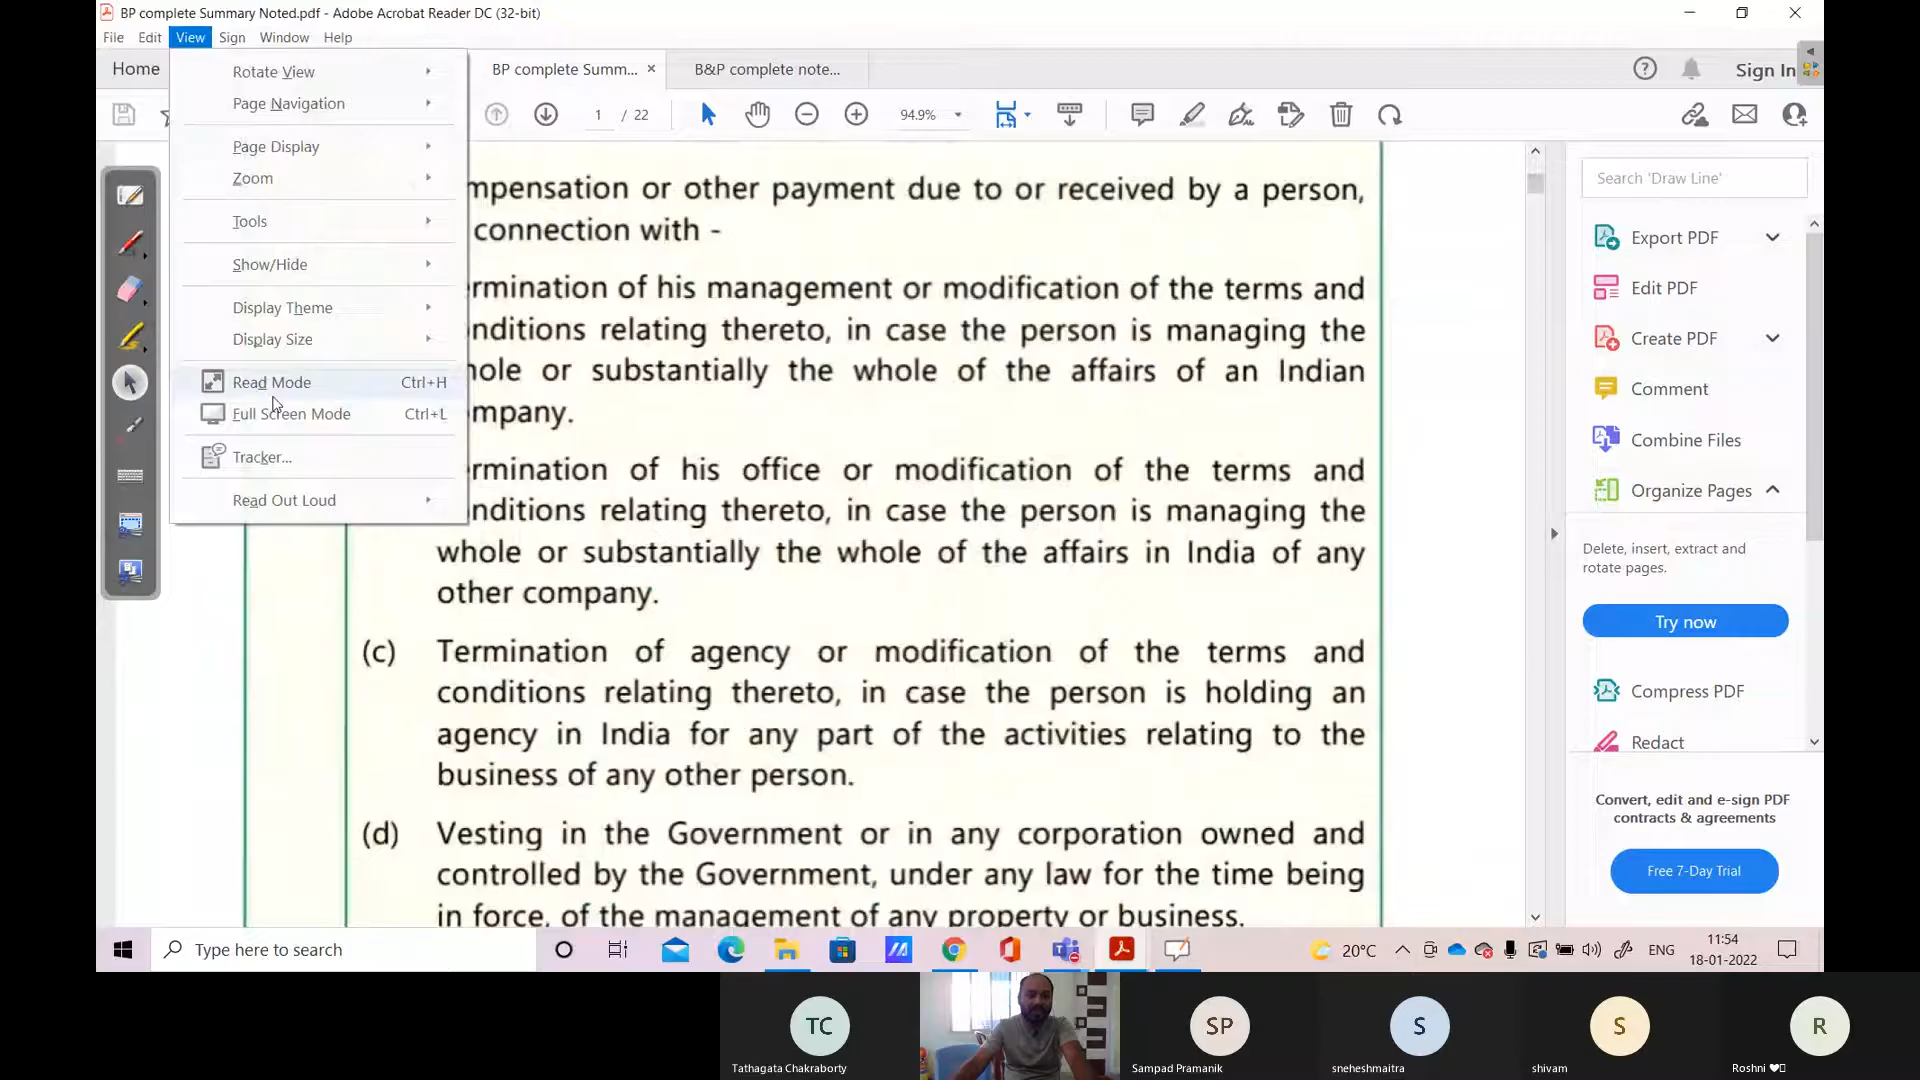 BP complete Summary Noted.pdf - Adobe Acrobat Reader DC (32-bit)
File Edit View Sign Window Help
Home
BP complete Summ... ×
B&P complete note...
Sign In
1 / 22
94.9%
Rotate View
Page Navigation
Page Display
Zoom
Tools
Show/Hide
Display Theme
Display Size
Read Mode Ctrl+H
Full Screen Mode Ctrl+L
Tracker...
Read Out Loud
mpensation or other payment due to or received by a person,
connection with -
rmination of his management or modification of the terms and
nditions relating thereto, in case the person is managing the
hole or substantially the whole of the affairs of an Indian
mpany.
ermination of his office or modification of the terms and
nditions relating thereto, in case the person is managing the
whole or substantially the whole of the affairs in India of any
other company.
(c) Termination of agency or modification of the terms and
conditions relating thereto, in case the person is holding an
agency in India for any part of the activities relating to the
business of any other person.
(d) Vesting in the Government or in any corporation owned and
controlled by the Government, under any law for the time being
in force, of the management of any property or business.
Search 'Draw Line'
Export PDF
Edit PDF
Create PDF
Comment
Combine Files
Organize Pages
Delete, insert, extract and
rotate pages.
Try now
Compress PDF
Redact
Convert, edit and e-sign PDF
contracts & agreements
Free 7-Day Trial
Type here to search
20°C
ENG
11:54
18-01-2022
TC
SP
S
S
R
Tathagata Chakraborty
Sampad Pramanik
sneheshmaitra
shivam
Roshni ❤